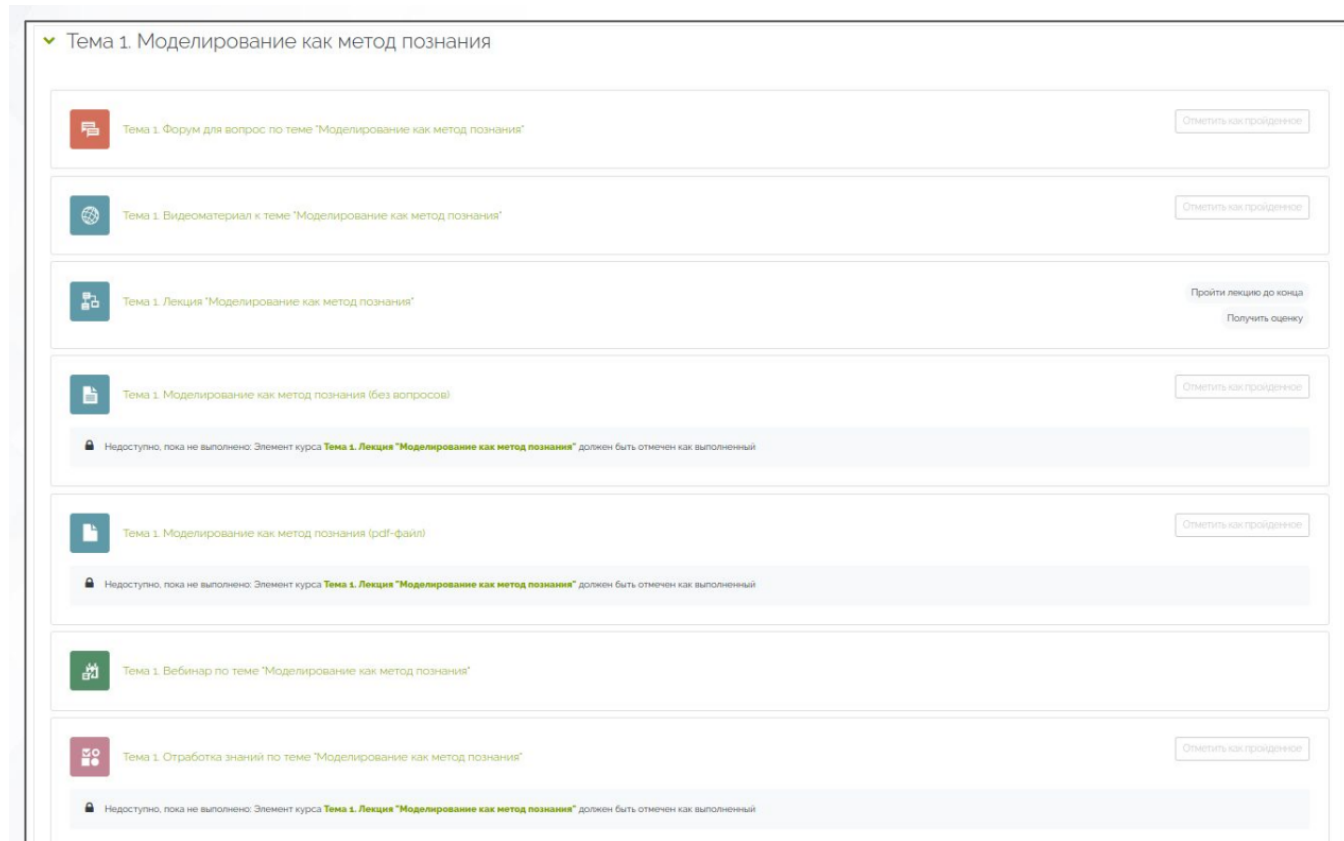 Тема 1. Моделирование как метод познания
Тема 1. Форум для вопрос по теме "Моделирование как метод познания"
Отметить как пройденное
Тема 1. Видеоматериал к теме "Моделирование как метод познания"
Отметить как пройденное
Тема 1. Лекция "Моделирование как метод познания"
Пройти лекцию до конца
Получить оценку
Тема 1. Моделирование как метод познания (без вопросов)
Отметить как пройденное
Недоступно, пока не выполнено: Элемент курса Тема 1. Лекция "Моделирование как метод познания" должен быть отмечен как выполненный
Тема 1. Моделирование как метод познания (pdf-файл)
Отметить как пройденное
Недоступно, пока не выполнено: Элемент курса Тема 1. Лекция "Моделирование как метод познания" должен быть отмечен как выполненный
Тема 1. Вебинар по теме "Моделирование как метод познания"
Тема 1. Отработка знаний по теме "Моделирование как метод познания"
Отметить как пройденное
Недоступно, пока не выполнено: Элемент курса Тема 1. Лекция "Моделирование как метод познания" должен быть отмечен как выполненный